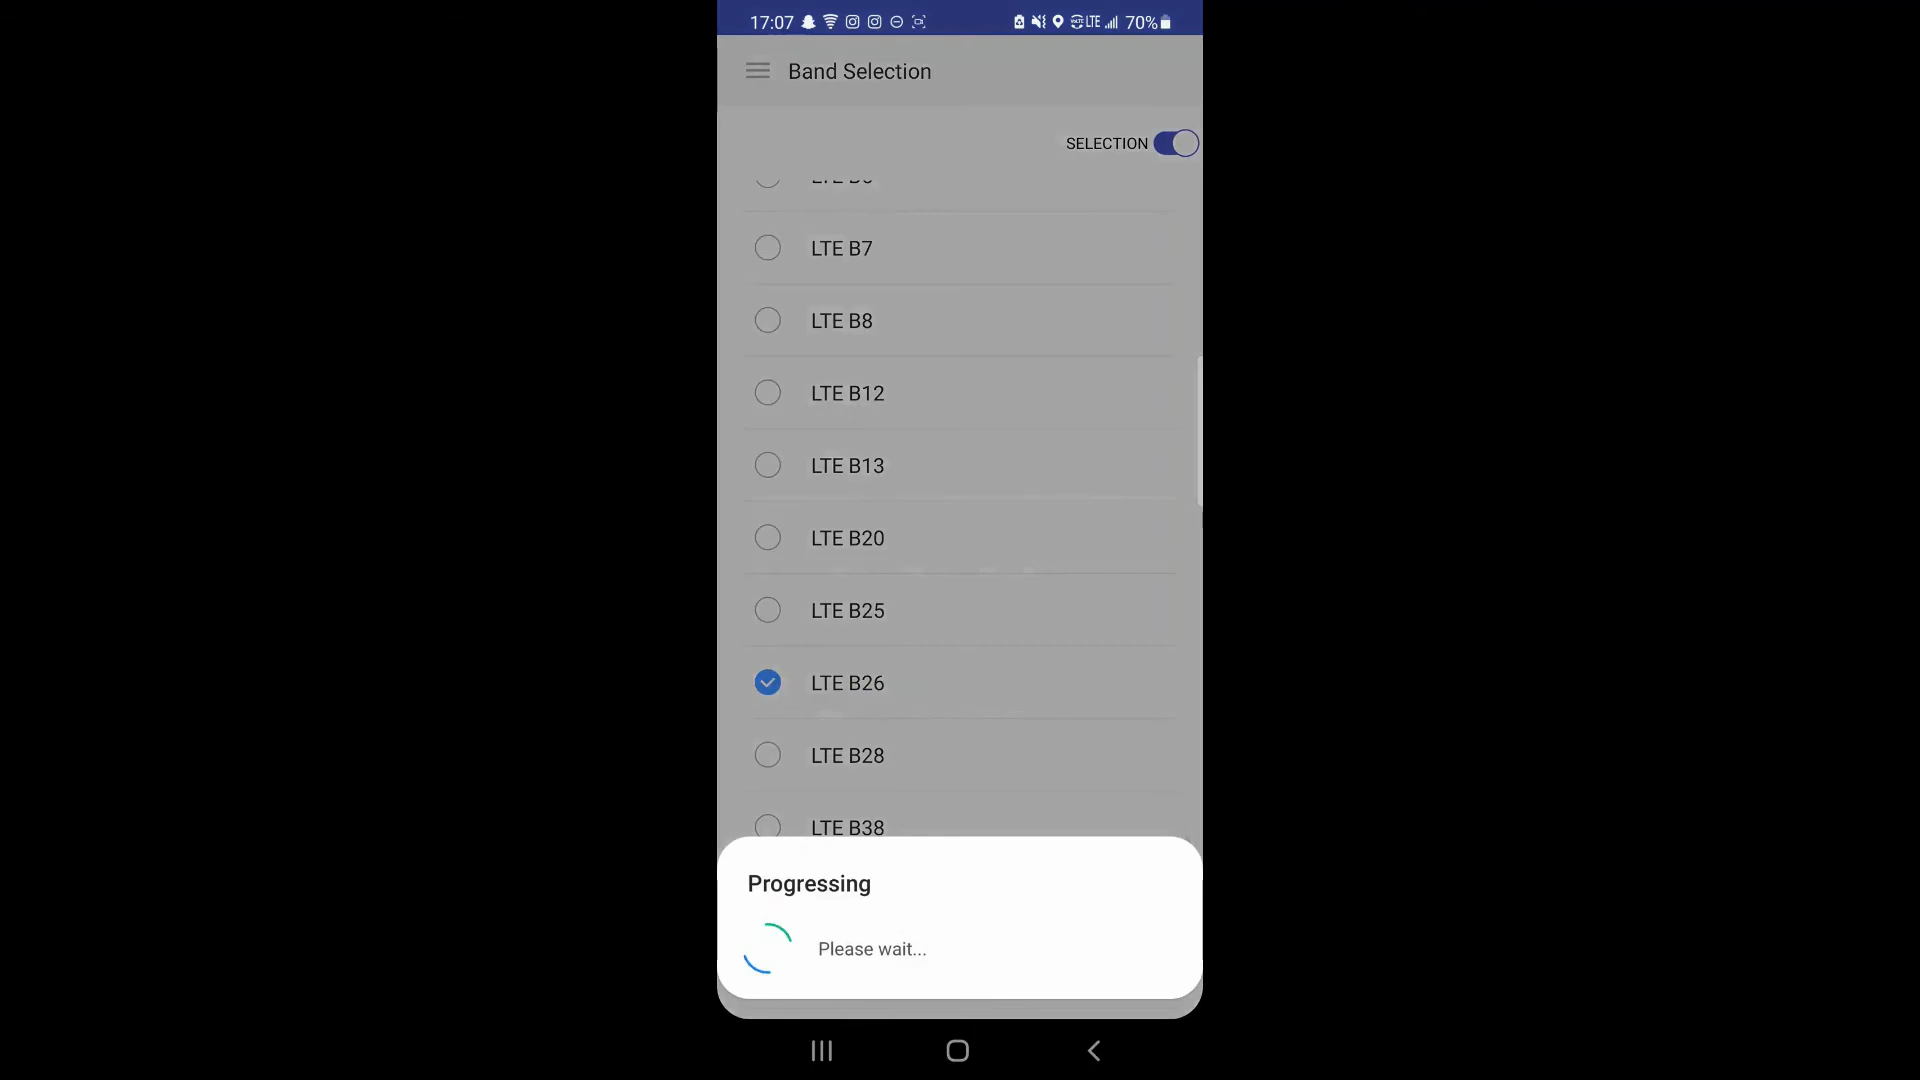 17:07
LTE 70%
Band Selection
SELECTION
LTE B7
LTE B8
LTE B12
LTE B13
LTE B20
LTE B25
LTE B26
LTE B28
LTE B38
Progressing
Please wait...